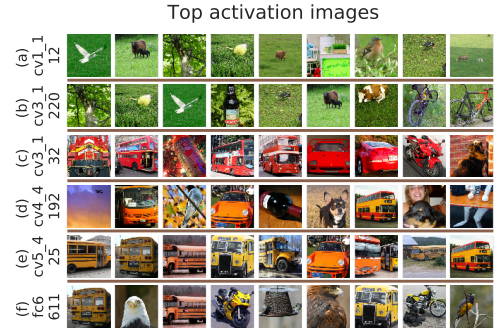 Top activation images
(a)
cv1_1
12
(b)
cv3_1
220
(c)
cv3_1
32
(d)
cv4_4
192
(e)
cv5_4
25
(f)
fc6
611